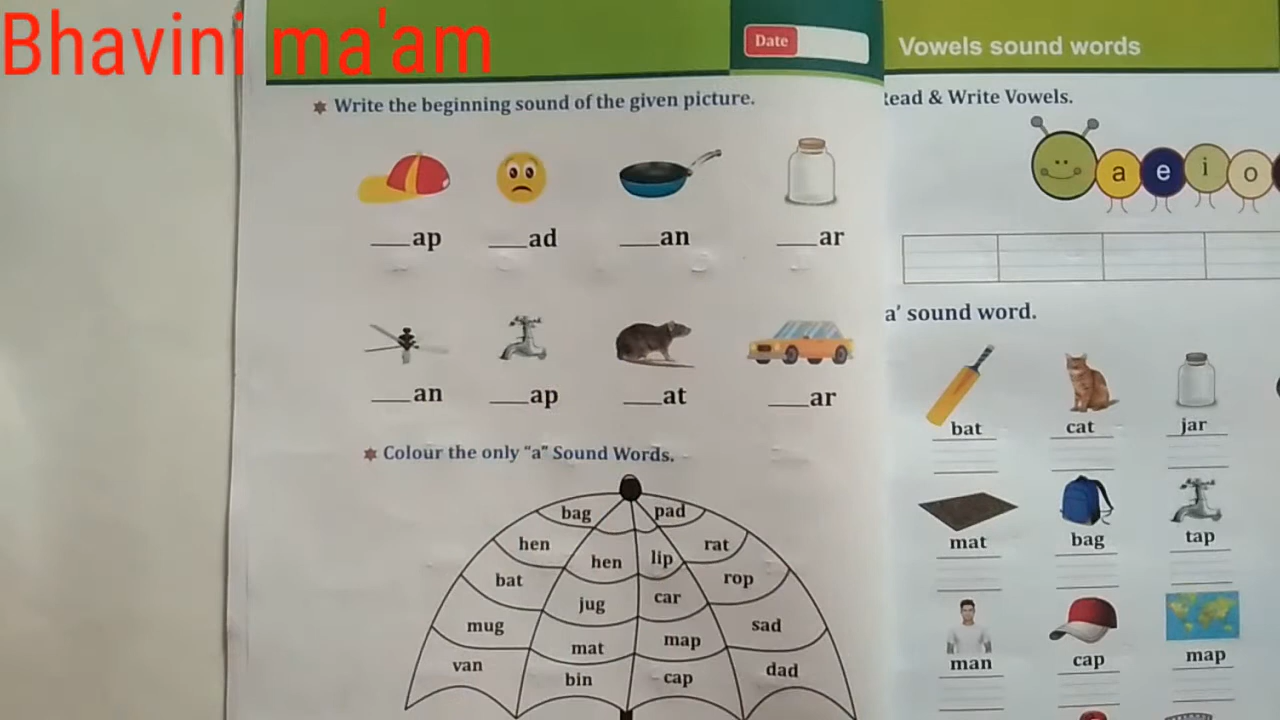 Bhavini ma'am
Date
Write the beginning sound of the given picture.
___ap ___ad ___an ___ar
___an ___ap ___at ___ar
Colour the only "a" Sound Words.
bag pad
hen hen lip rat
bat jug car rop
mug mat map sad
van bin cap dad
Vowels sound words
Read & Write Vowels.
a e i o
a' sound word.
bat cat jar
mat bag tap
man cap map